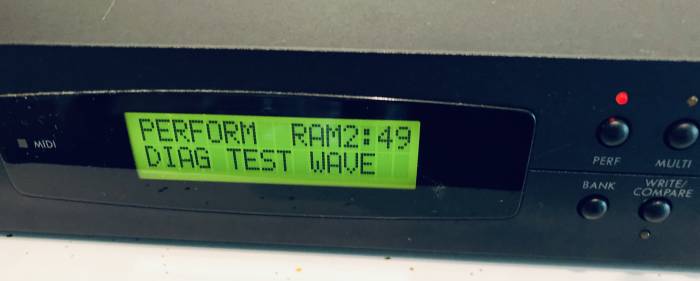 PERFORM RAM2:49
DIAG TEST WAVE
MIDI
PERF
MULTI
BANK
WRITE/
COMPARE